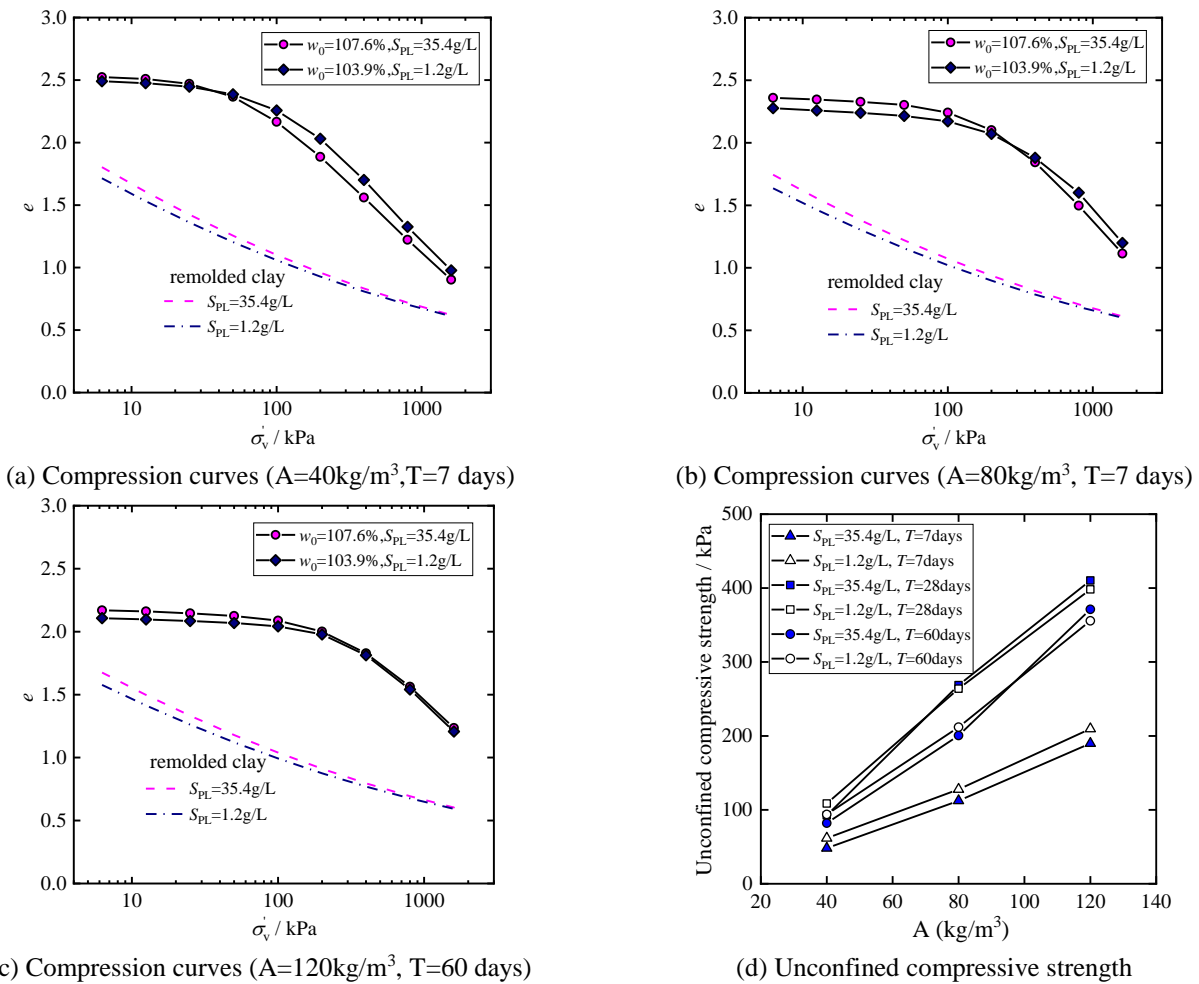 3.0
2.5
2.0
1.5
1.0
0.5
0.0
e
w0=107.6%,SPL=35.4g/L
w0=103.9%,SPL=1.2g/L
remolded clay
SPL=35.4g/L
SPL=1.2g/L
10 100 1000
σ'v / kPa
(a) Compression curves (A=40kg/m³,T=7 days)
3.0
2.5
2.0
1.5
1.0
0.5
0.0
e
w0=107.6%,SPL=35.4g/L
w0=103.9%,SPL=1.2g/L
remolded clay
SPL=35.4g/L
SPL=1.2g/L
10 100 1000
σ'v / kPa
(b) Compression curves (A=80kg/m³, T=7 days)
3.0
2.5
2.0
1.5
1.0
0.5
0.0
e
w0=107.6%,SPL=35.4g/L
w0=103.9%,SPL=1.2g/L
remolded clay
SPL=35.4g/L
SPL=1.2g/L
10 100 1000
σ'v / kPa
c) Compression curves (A=120kg/m³, T=60 days)
500
400
300
200
100
0
Unconfined compressive strength / kPa
SPL=35.4g/L, T=7days
SPL=1.2g/L, T=7days
SPL=35.4g/L, T=28days
SPL=1.2g/L, T=28days
SPL=35.4g/L, T=60days
SPL=1.2g/L, T=60days
20 40 60 80 100 120 140
A (kg/m³)
(d) Unconfined compressive strength